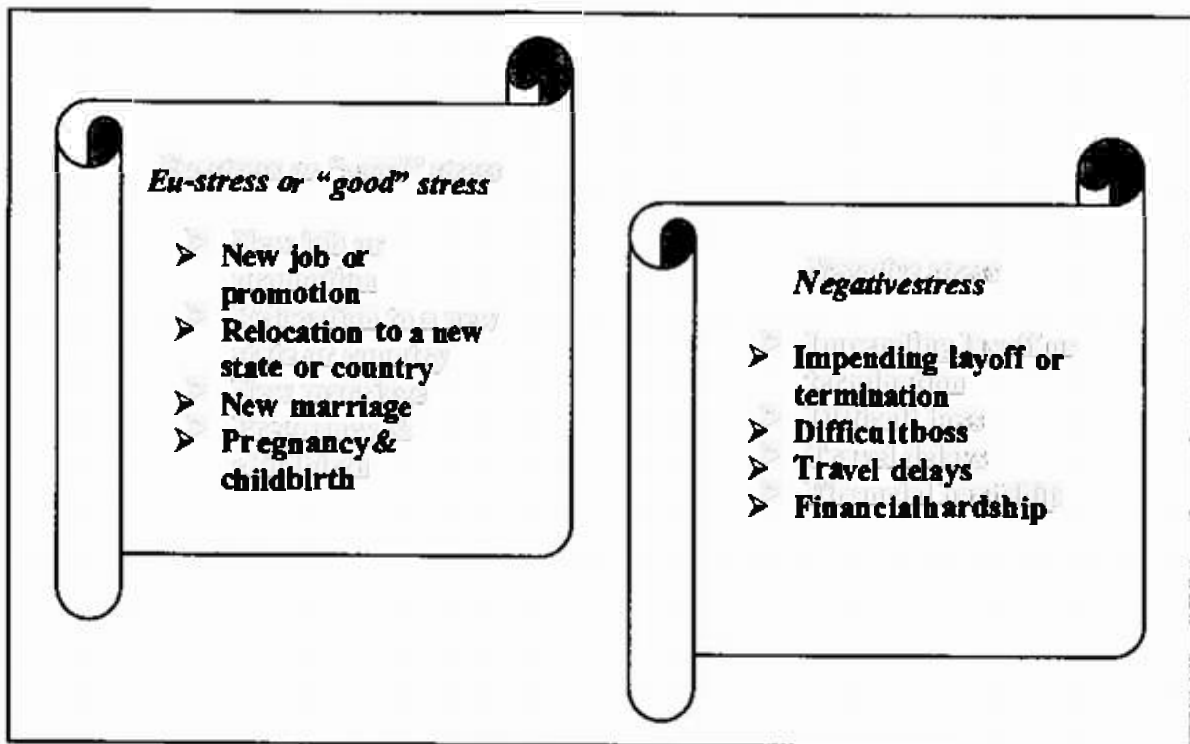 Eu-stress or “good” stress
➤ New job or
promotion
➤ Relocation to a new
state or country
➤ New marriage
➤ Pregnancy&
childbirth
Negativestress
➤ Impending layoff or
termination
➤ Difficultboss
➤ Travel delays
➤ Financialhardship